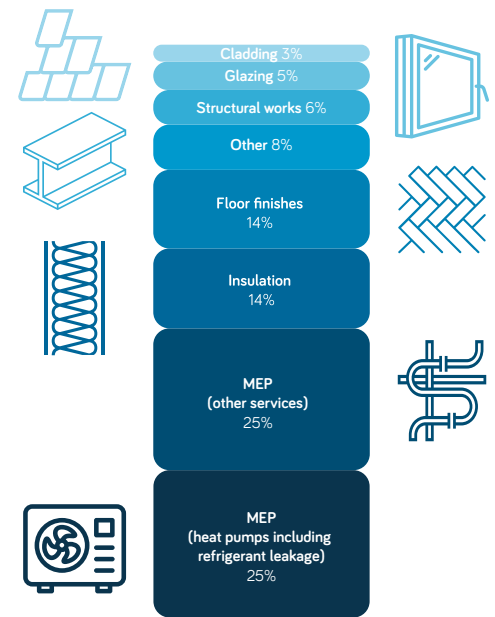 Cladding 3%
Glazing 5%
Structural works 6%
Other 8%
Floor finishes
14%
Insulation
14%
MEP
(other services)
25%
MEP
(heat pumps including
refrigerant leakage)
25%